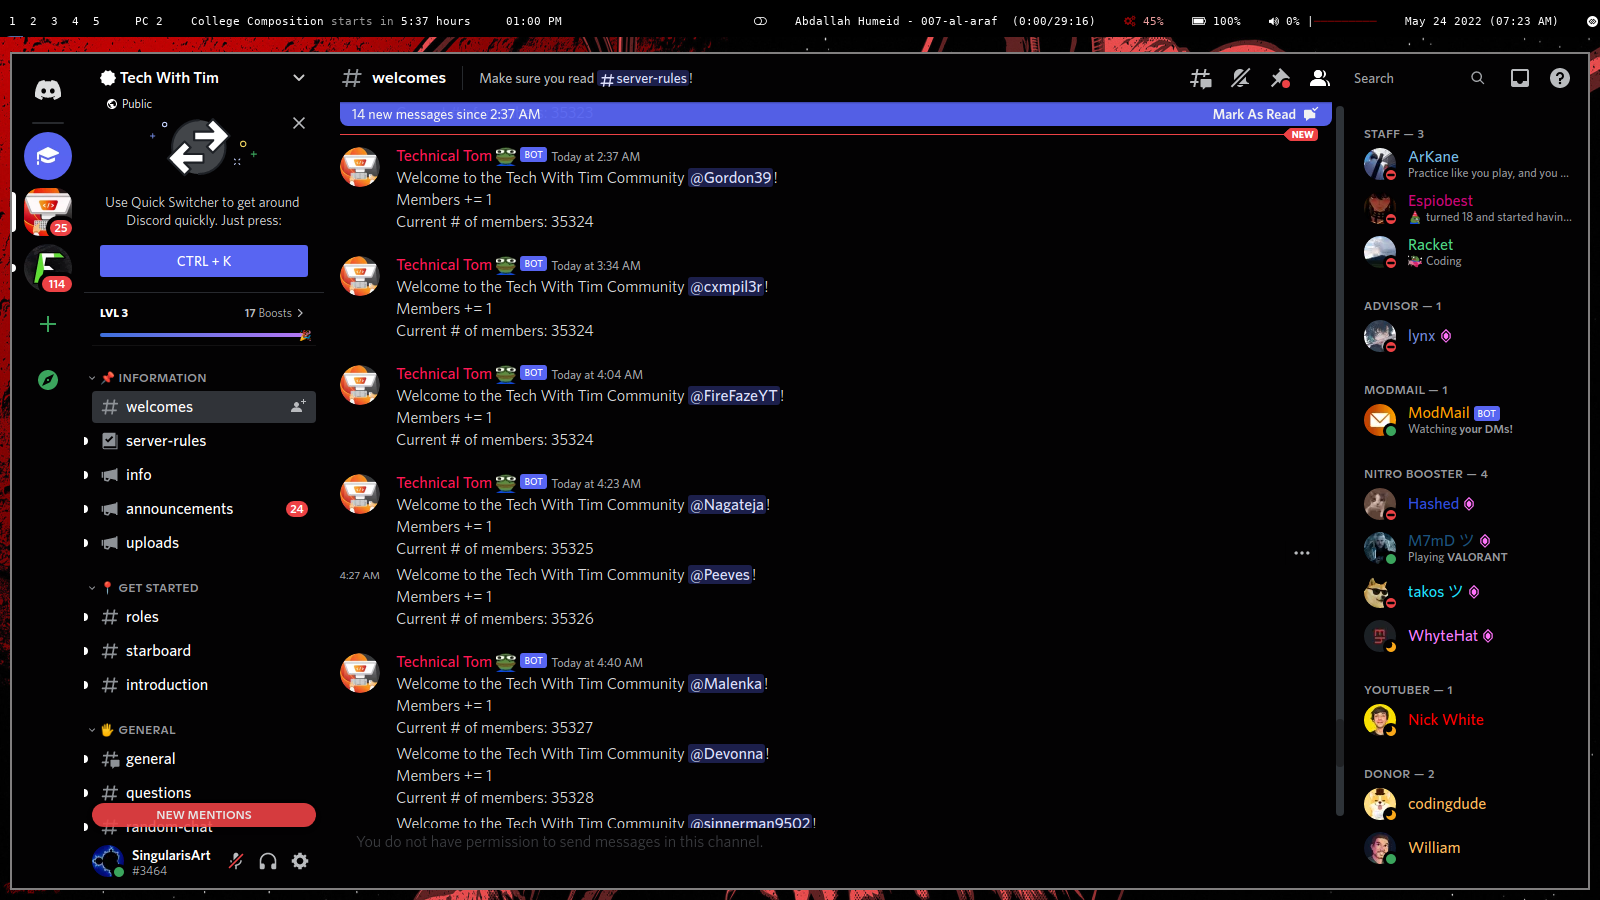 1 2 3 4 5 PC 2 College Composition starts in 5:37 hours 01:00 PM Abdallah Humeid - 007-al-araf (0:00/29:16) 45% 100% 0% May 24 2022 (07:23 AM)
Tech With Tim
Public
Use Quick Switcher to get around
Discord quickly. Just press:
CTRL + K
LVL 3 17 Boosts
25
114
INFORMATION
welcomes
server-rules
info
announcements 24
uploads
GET STARTED
roles
starboard
introduction
GENERAL
general
questions
NEW MENTIONS
random-chat
SingularisArt
#3464
welcomes Make sure you read #server-rules!
Search
14 new messages since 2:37 AM 35323 Mark As Read
NEW
Technical Tom BOT Today at 2:37 AM
Welcome to the Tech With Tim Community @Gordon39!
Members += 1
Current # of members: 35324
Technical Tom BOT Today at 3:34 AM
Welcome to the Tech With Tim Community @cxmpil3r!
Members += 1
Current # of members: 35324
Technical Tom BOT Today at 4:04 AM
Welcome to the Tech With Tim Community @FireFazeYT!
Members += 1
Current # of members: 35324
Technical Tom BOT Today at 4:23 AM
Welcome to the Tech With Tim Community @Nagateja!
Members += 1
Current # of members: 35325
4:27 AM Welcome to the Tech With Tim Community @Peeves!
Members += 1
Current # of members: 35326
Technical Tom BOT Today at 4:40 AM
Welcome to the Tech With Tim Community @Malenka!
Members += 1
Current # of members: 35327
Welcome to the Tech With Tim Community @Devonna!
Members += 1
Current # of members: 35328
Welcome to the Tech With Tim Community @sinnerman9502!
You do not have permission to send messages in this channel.
STAFF — 3
ArKane
Practice like you play, and you ...
Espiobest
turned 18 and started havin...
Racket
Coding
ADVISOR — 1
lynx
MODMAIL — 1
ModMail BOT
Watching your DMs!
NITRO BOOSTER — 4
Hashed
M7mD ツ
Playing VALORANT
takos ツ
WhyteHat
YOUTUBER — 1
Nick White
DONOR — 2
codingdude
William